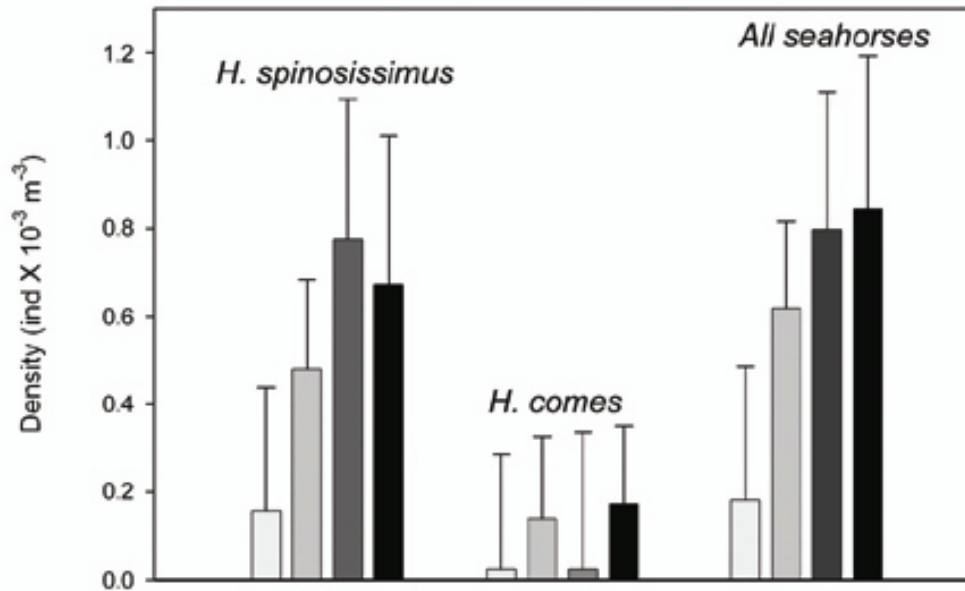 All seahorses
H. spinosissimus
H. comes
Density (ind X 10⁻³ m⁻³)
1.2
1.0
0.8
0.6
0.4
0.2
0.0